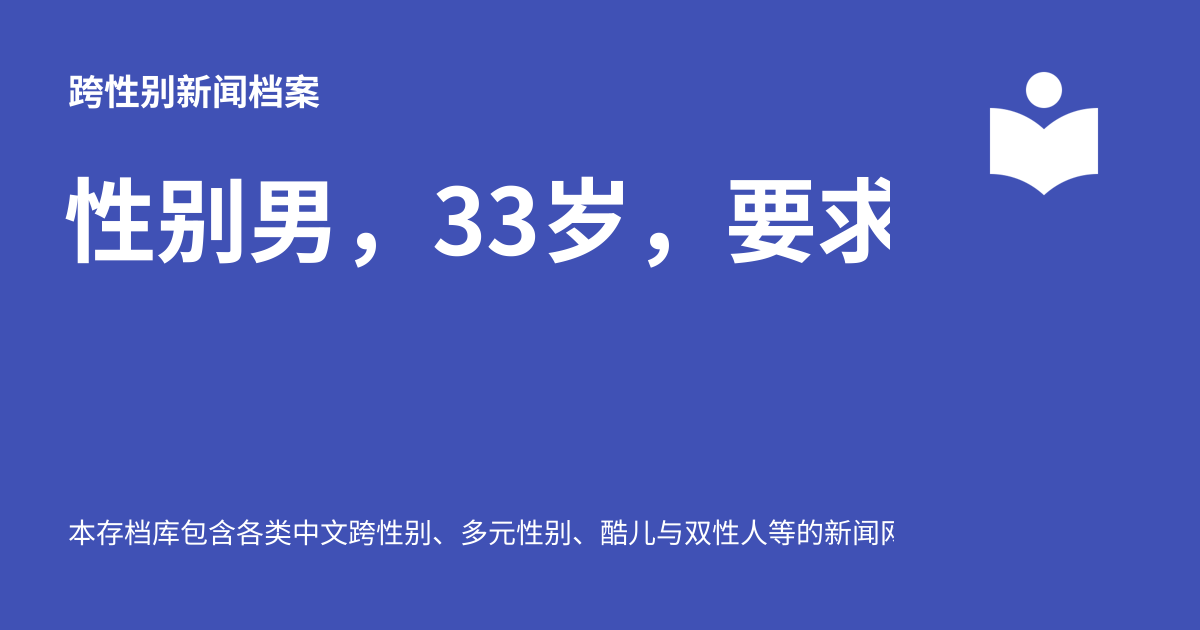 跨性别新闻档案
性别男，33岁，要求
本存档库包含各类中文跨性别、多元性别、酷儿与双性人等的新闻网